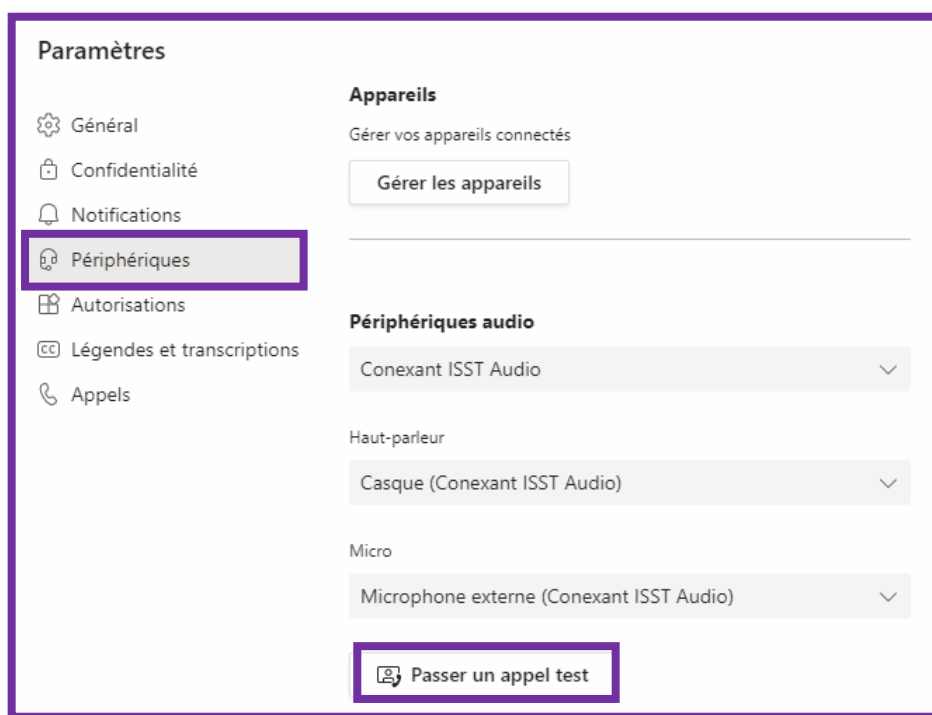 Paramètres
Général
Confidentialité
Notifications
Périphériques
Autorisations
CC Légendes et transcriptions
Appels
Appareils
Gérer vos appareils connectés
Gérer les appareils
Périphériques audio
Conexant ISST Audio
Haut-parleur
Casque (Conexant ISST Audio)
Micro
Microphone externe (Conexant ISST Audio)
Passer un appel test